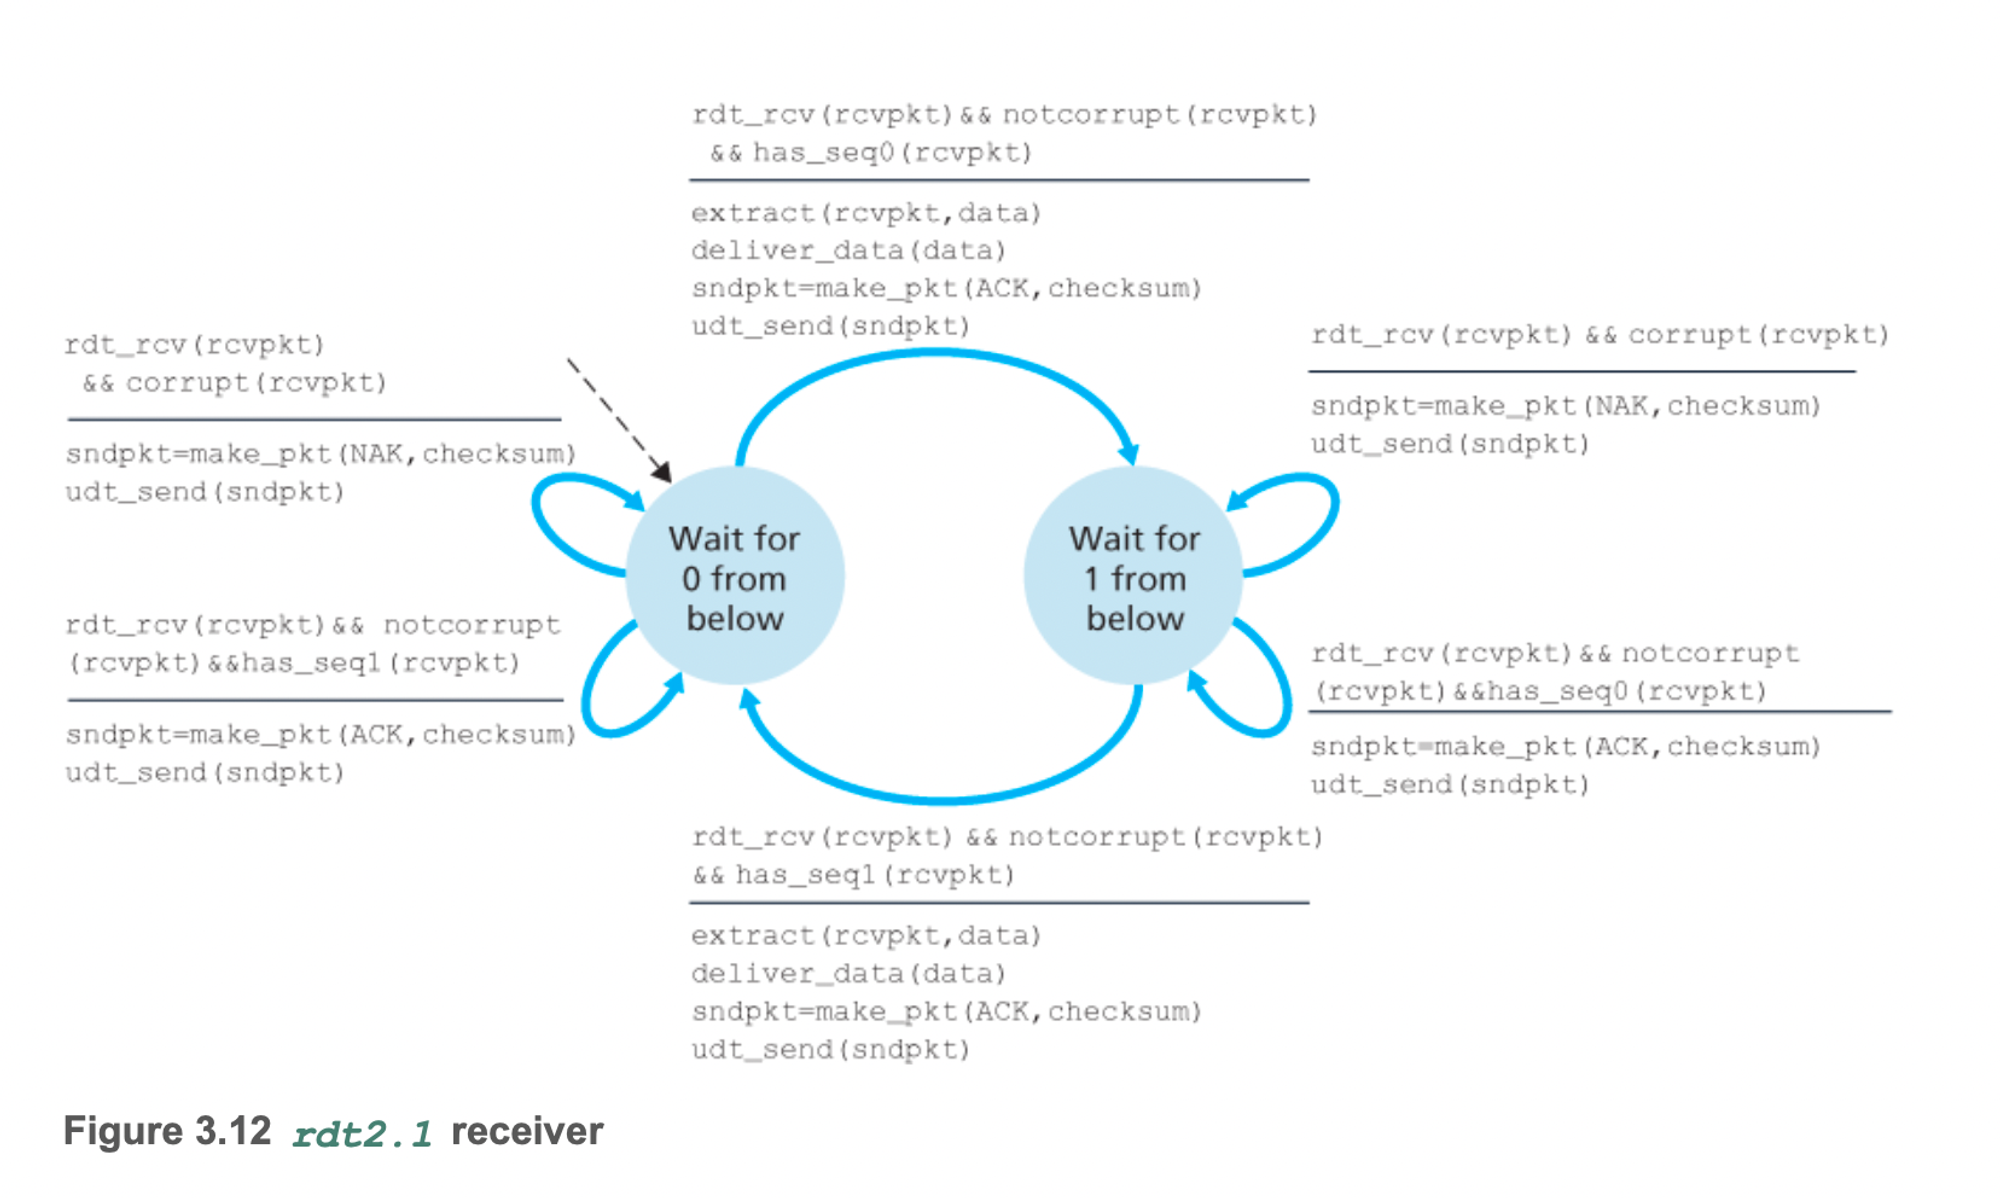 rdt_rcv(rcvpkt)&& notcorrupt(rcvpkt)
&& has_seq0(rcvpkt)
extract(rcvpkt,data)
deliver_data(data)
sndpkt=make_pkt(ACK,checksum)
udt_send(sndpkt)
rdt_rcv(rcvpkt)
&& corrupt(rcvpkt)
sndpkt=make_pkt(NAK,checksum)
udt_send(sndpkt)
rdt_rcv(rcvpkt) && corrupt(rcvpkt)
sndpkt=make_pkt(NAK,checksum)
udt_send(sndpkt)
Wait for
0 from
below
Wait for
1 from
below
rdt_rcv(rcvpkt)&& notcorrupt
(rcvpkt)&&has_seq1(rcvpkt)
sndpkt=make_pkt(ACK,checksum)
udt_send(sndpkt)
rdt_rcv(rcvpkt)&& notcorrupt
(rcvpkt)&&has_seq0(rcvpkt)
sndpkt=make_pkt(ACK,checksum)
udt_send(sndpkt)
rdt_rcv(rcvpkt) && notcorrupt(rcvpkt)
&& has_seq1(rcvpkt)
extract(rcvpkt,data)
deliver_data(data)
sndpkt=make_pkt(ACK,checksum)
udt_send(sndpkt)
Figure 3.12 rdt2.1 receiver